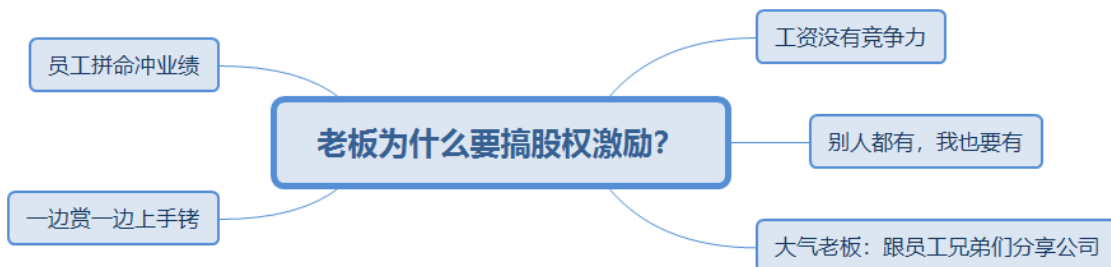 老板为什么要搞股权激励?
工资没有竞争力
别人都有，我也要有
大气老板：跟员工兄弟们分享公司
员工拼命冲业绩
一边赏一边上手铐